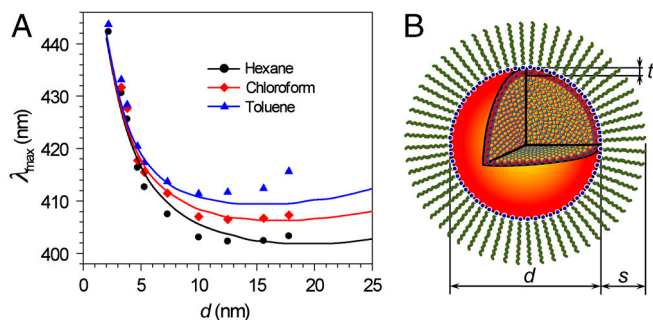 A
B
440
430
420
410
400
λmax (nm)
Hexane
Chloroform
Toluene
0 5 10 15 20 25
d (nm)
t
d
s